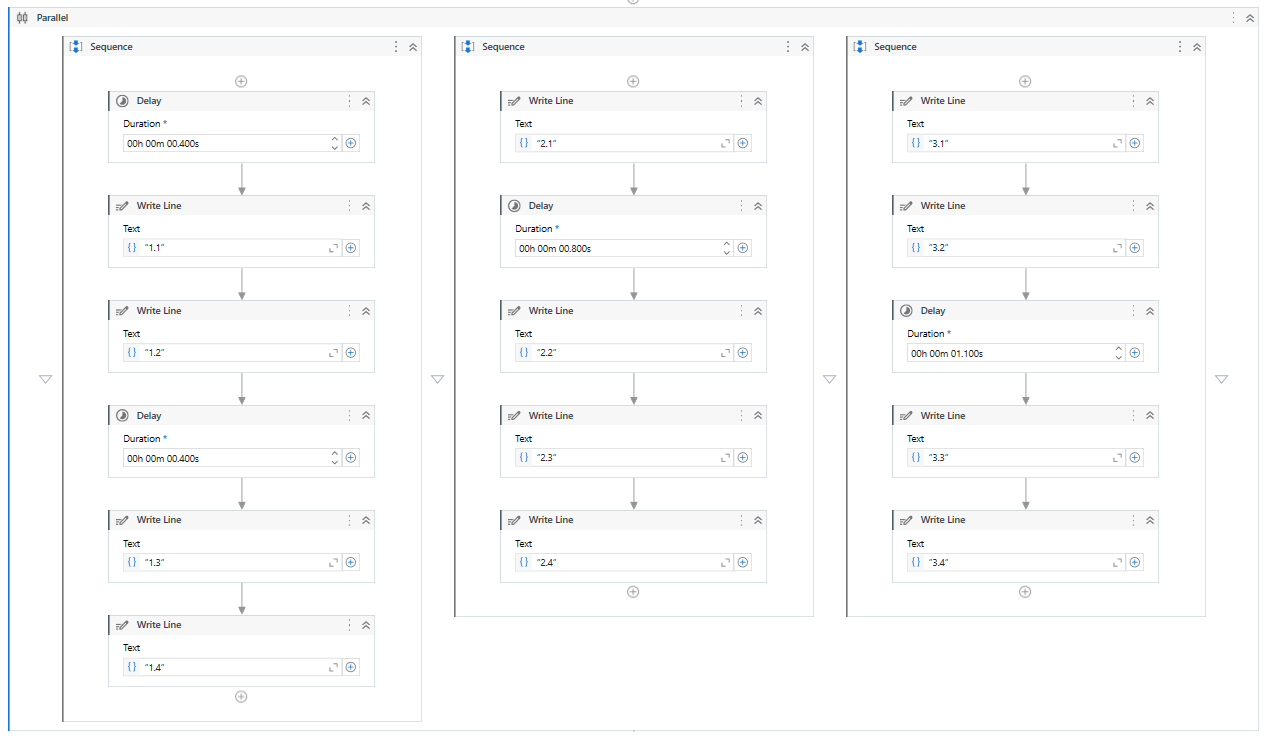 Parallel
Sequence
Delay
Duration *
00h 00m 00.400s
Write Line
Text
"1.1"
Write Line
Text
"1.2"
Delay
Duration *
00h 00m 00.400s
Write Line
Text
"1.3"
Write Line
Text
"1.4"
Sequence
Write Line
Text
"2.1"
Delay
Duration *
00h 00m 00.800s
Write Line
Text
"2.2"
Write Line
Text
"2.3"
Write Line
Text
"2.4"
Sequence
Write Line
Text
"3.1"
Write Line
Text
"3.2"
Delay
Duration *
00h 00m 01.100s
Write Line
Text
"3.3"
Write Line
Text
"3.4"